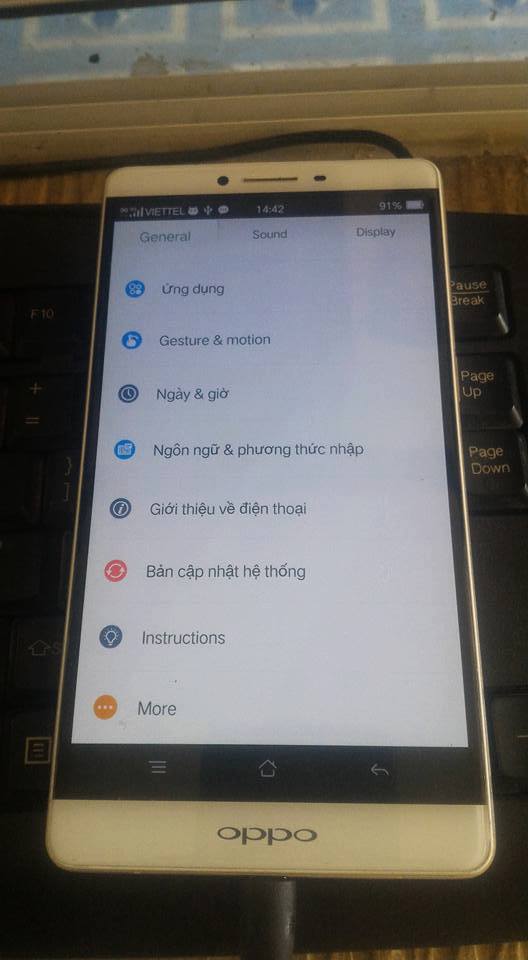 VIETTEL
14:42
91%
General
Sound
Display
Ứng dụng
Gesture & motion
Ngày & giờ
Ngôn ngữ & phương thức nhập
Giới thiệu về điện thoại
Bản cập nhật hệ thống
Instructions
More
oppo
F10
+
=
}
]
Pause
Break
Page
Up
Page
Down